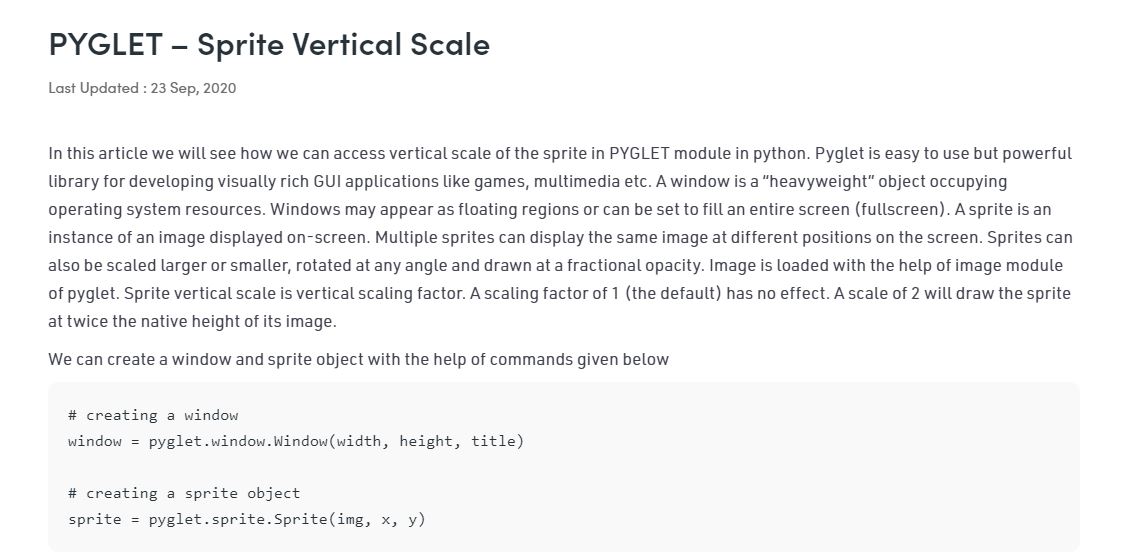 PYGLET – Sprite Vertical Scale
Last Updated : 23 Sep, 2020
In this article we will see how we can access vertical scale of the sprite in PYGLET module in python. Pyglet is easy to use but powerful
library for developing visually rich GUI applications like games, multimedia etc. A window is a “heavyweight” object occupying
operating system resources. Windows may appear as floating regions or can be set to fill an entire screen (fullscreen). A sprite is an
instance of an image displayed on-screen. Multiple sprites can display the same image at different positions on the screen. Sprites can
also be scaled larger or smaller, rotated at any angle and drawn at a fractional opacity. Image is loaded with the help of image module
of pyglet. Sprite vertical scale is vertical scaling factor. A scaling factor of 1 (the default) has no effect. A scale of 2 will draw the sprite
at twice the native height of its image.
We can create a window and sprite object with the help of commands given below
# creating a window
window = pyglet.window.Window(width, height, title)
# creating a sprite object
sprite = pyglet.sprite.Sprite(img, x, y)